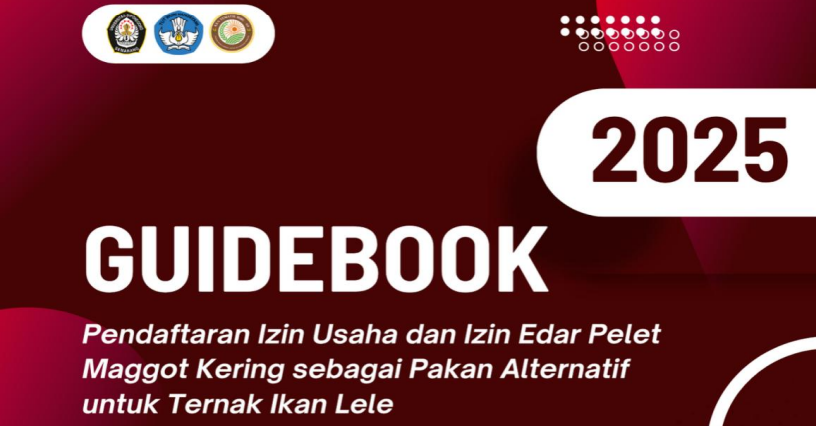 2025
GUIDEBOOK
Pendaftaran Izin Usaha dan Izin Edar Pelet
Maggot Kering sebagai Pakan Alternatif
untuk Ternak Ikan Lele